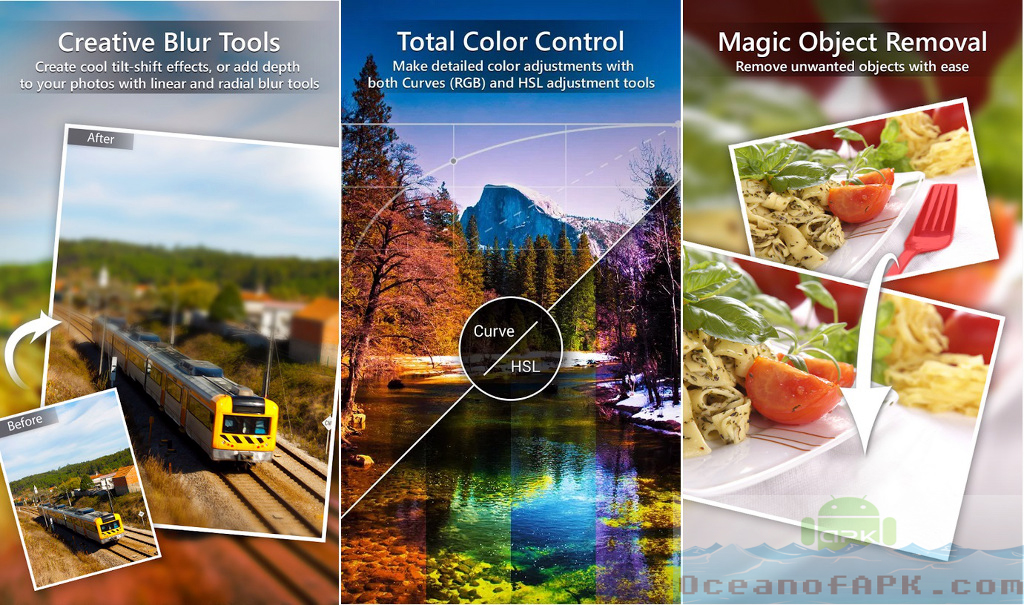 Creative Blur Tools
Create cool tilt-shift effects, or add depth
to your photos with linear and radial blur tools
After
Before
Total Color Control
Make detailed color adjustments with
both Curves (RGB) and HSL adjustment tools
Curve
HSL
Magic Object Removal
Remove unwanted objects with ease
APK
OceanofAPK.com